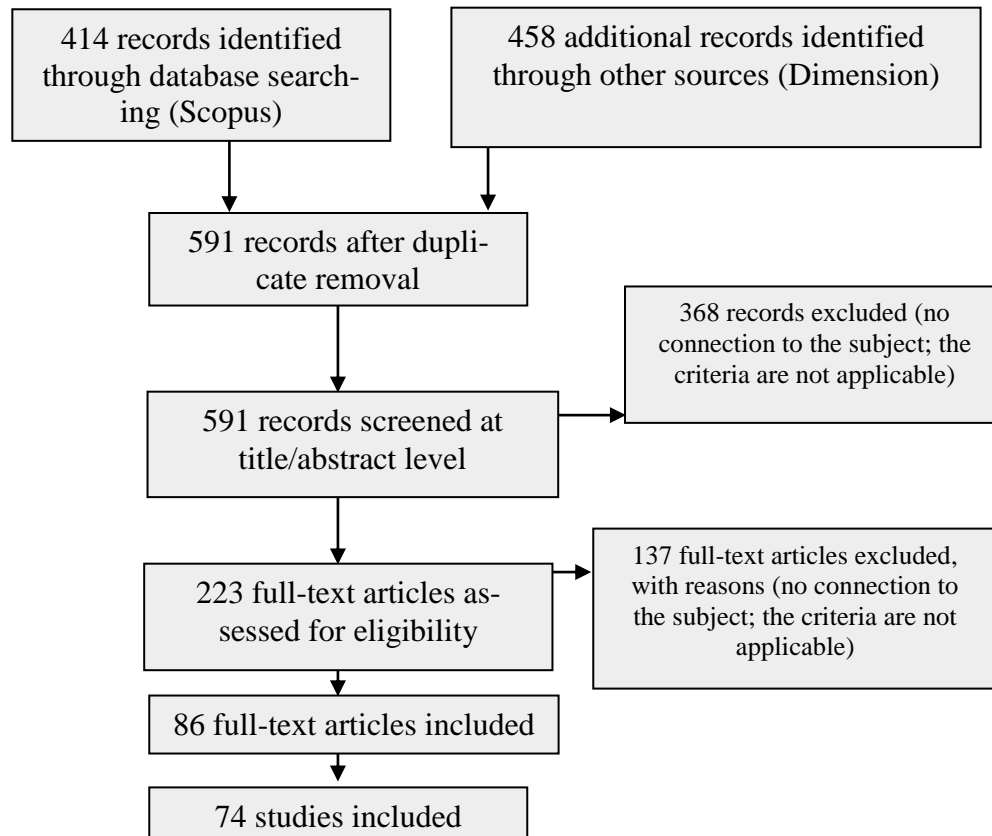 414 records identified
through database search-
ing (Scopus)
458 additional records identified
through other sources (Dimension)
591 records after dupli-
cate removal
368 records excluded (no
connection to the subject; the
criteria are not applicable)
591 records screened at
title/abstract level
137 full-text articles excluded,
with reasons (no connection to
the subject; the criteria are not
applicable)
223 full-text articles as-
sessed for eligibility
86 full-text articles included
74 studies included